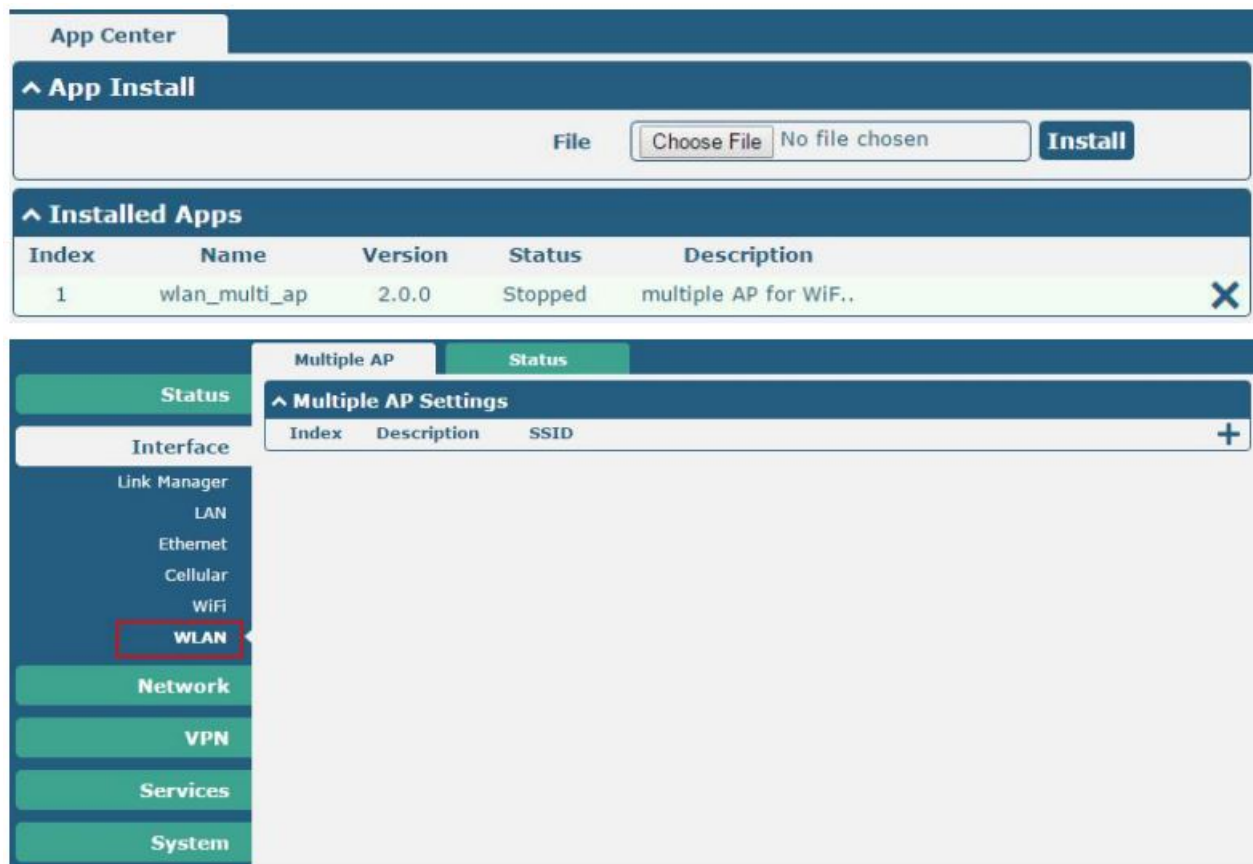 App Center
^ App Install
File Choose File No file chosen Install
^ Installed Apps
Index Name Version Status Description
1 wlan_multi_ap 2.0.0 Stopped multiple AP for WiF..
Multiple AP Status
Status
^ Multiple AP Settings
Index Description SSID
Interface
Link Manager
LAN
Ethernet
Cellular
WiFi
WLAN
Network
VPN
Services
System